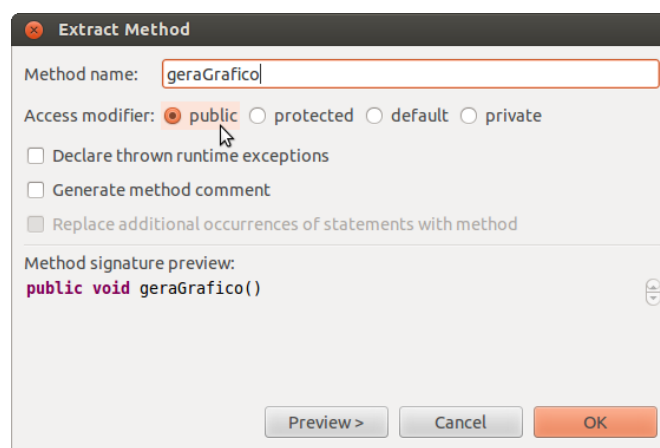 Extract Method
Method name: geraGrafico
Access modifier: public protected default private
Declare thrown runtime exceptions
Generate method comment
Replace additional occurrences of statements with method
Method signature preview:
public void geraGrafico()
Preview > Cancel OK